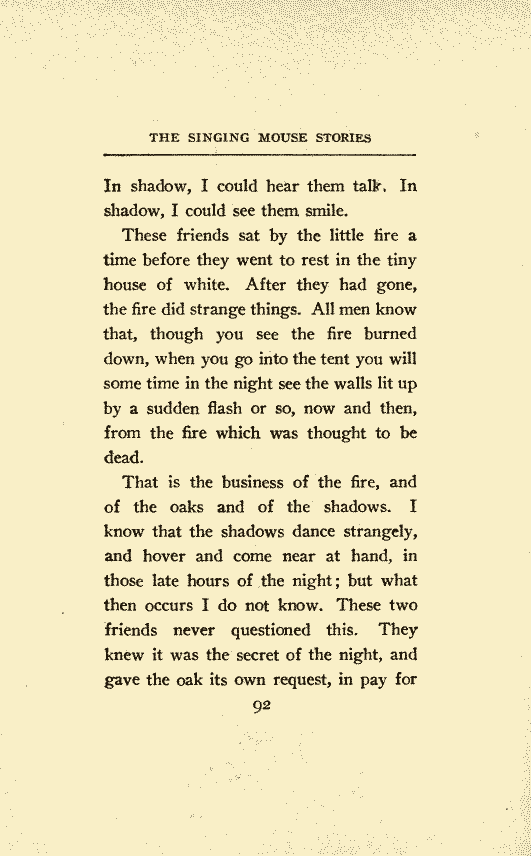 THE SINGING MOUSE STORIES
In shadow, I could hear them talk. In
shadow, I could see them smile.
These friends sat by the little fire a
time before they went to rest in the tiny
house of white. After they had gone,
the fire did strange things. All men know
that, though you see the fire burned
down, when you go into the tent you will
some time in the night see the walls lit up
by a sudden flash or so, now and then,
from the fire which was thought to be
dead.
That is the business of the fire, and
of the oaks and of the shadows. I
know that the shadows dance strangely,
and hover and come near at hand, in
those late hours of the night; but what
then occurs I do not know. These two
friends never questioned this. They
knew it was the secret of the night, and
gave the oak its own request, in pay for
92